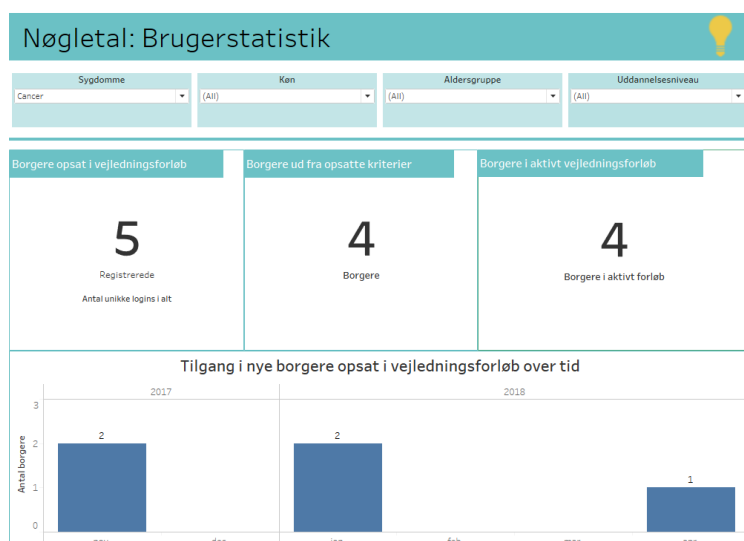 Nøgletal: Brugerstatistik
Sygdomme Køn Aldersgruppe Uddannelsesniveau
Cancer (All) (All) (All)
Borgere opsat i vejledningsforløb Borgere ud fra opsatte kriterier Borgere i aktivt vejledningsforløb
5 4 4
Registrerede Borgere Borgere i aktivt forløb
Antal unikke logins i alt
Tilgang i nye borgere opsat i vejledningsforløb over tid
2017 2018
Antal borgere
3
2
1
0
2 2 1